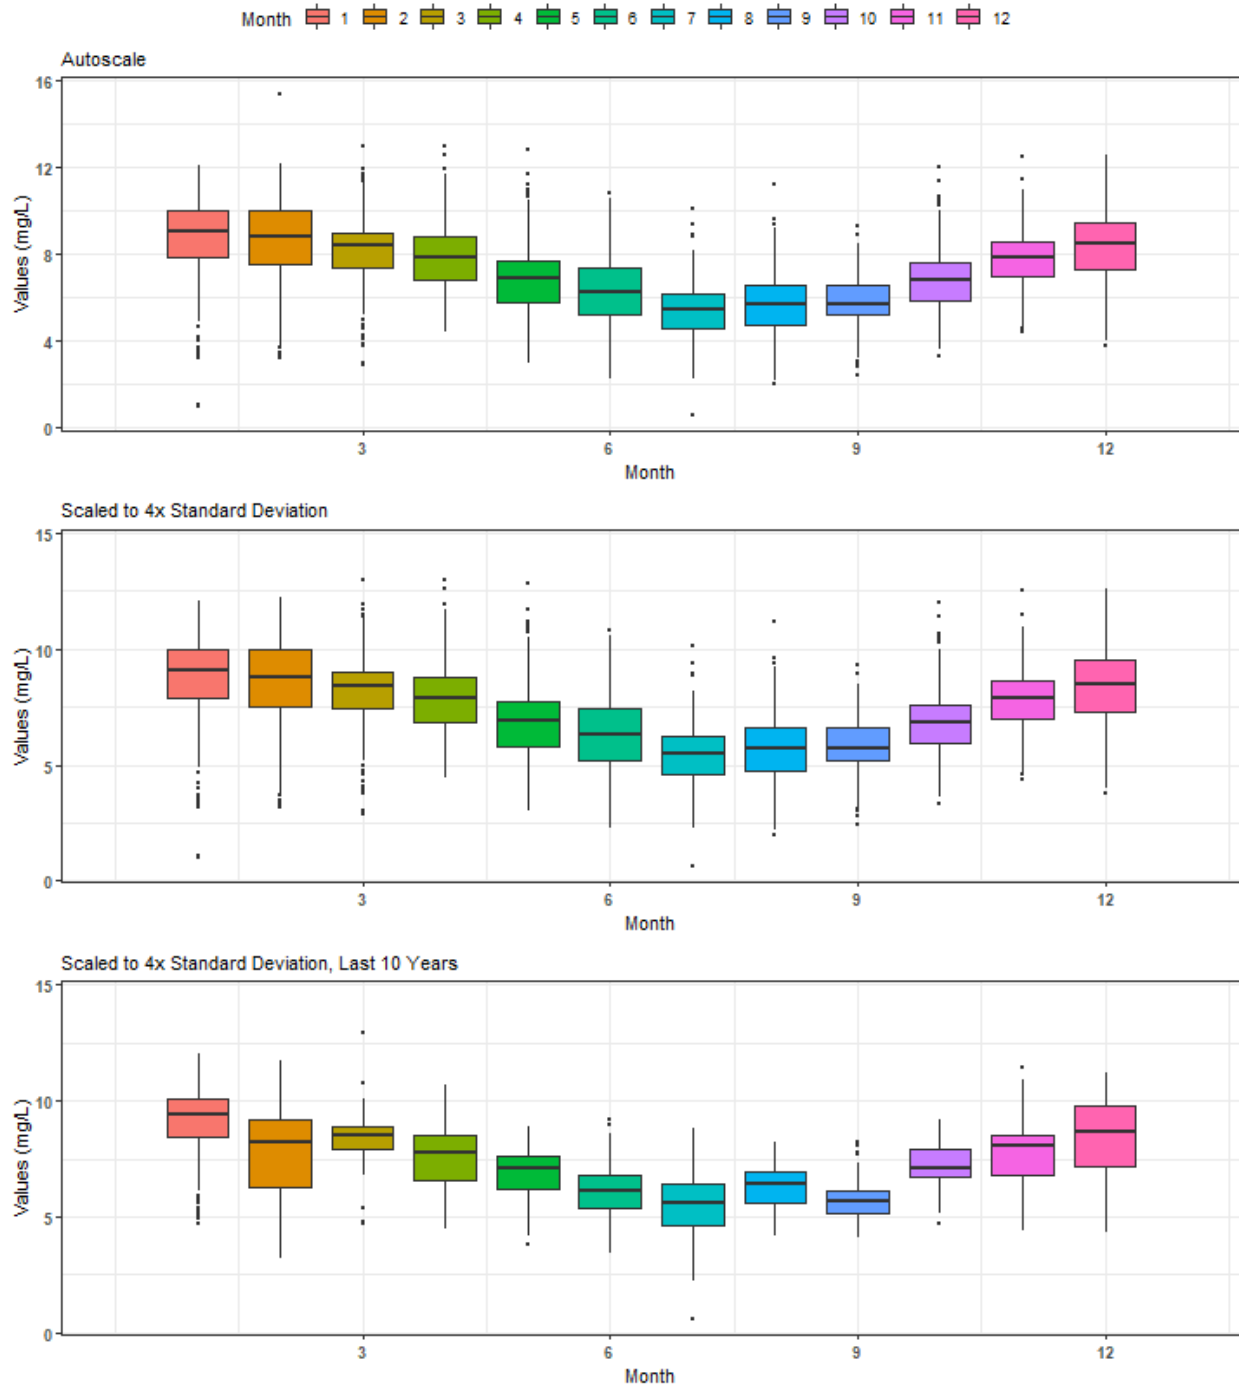 Month 1 2 3 4 5 6 7 8 9 10 11 12
Autoscale
16
12
8
4
0
Values (mg/L)
3 6 9 12
Month
Scaled to 4x Standard Deviation
15
10
5
0
Values (mg/L)
3 6 9 12
Month
Scaled to 4x Standard Deviation, Last 10 Years
15
10
5
0
Values (mg/L)
3 6 9 12
Month